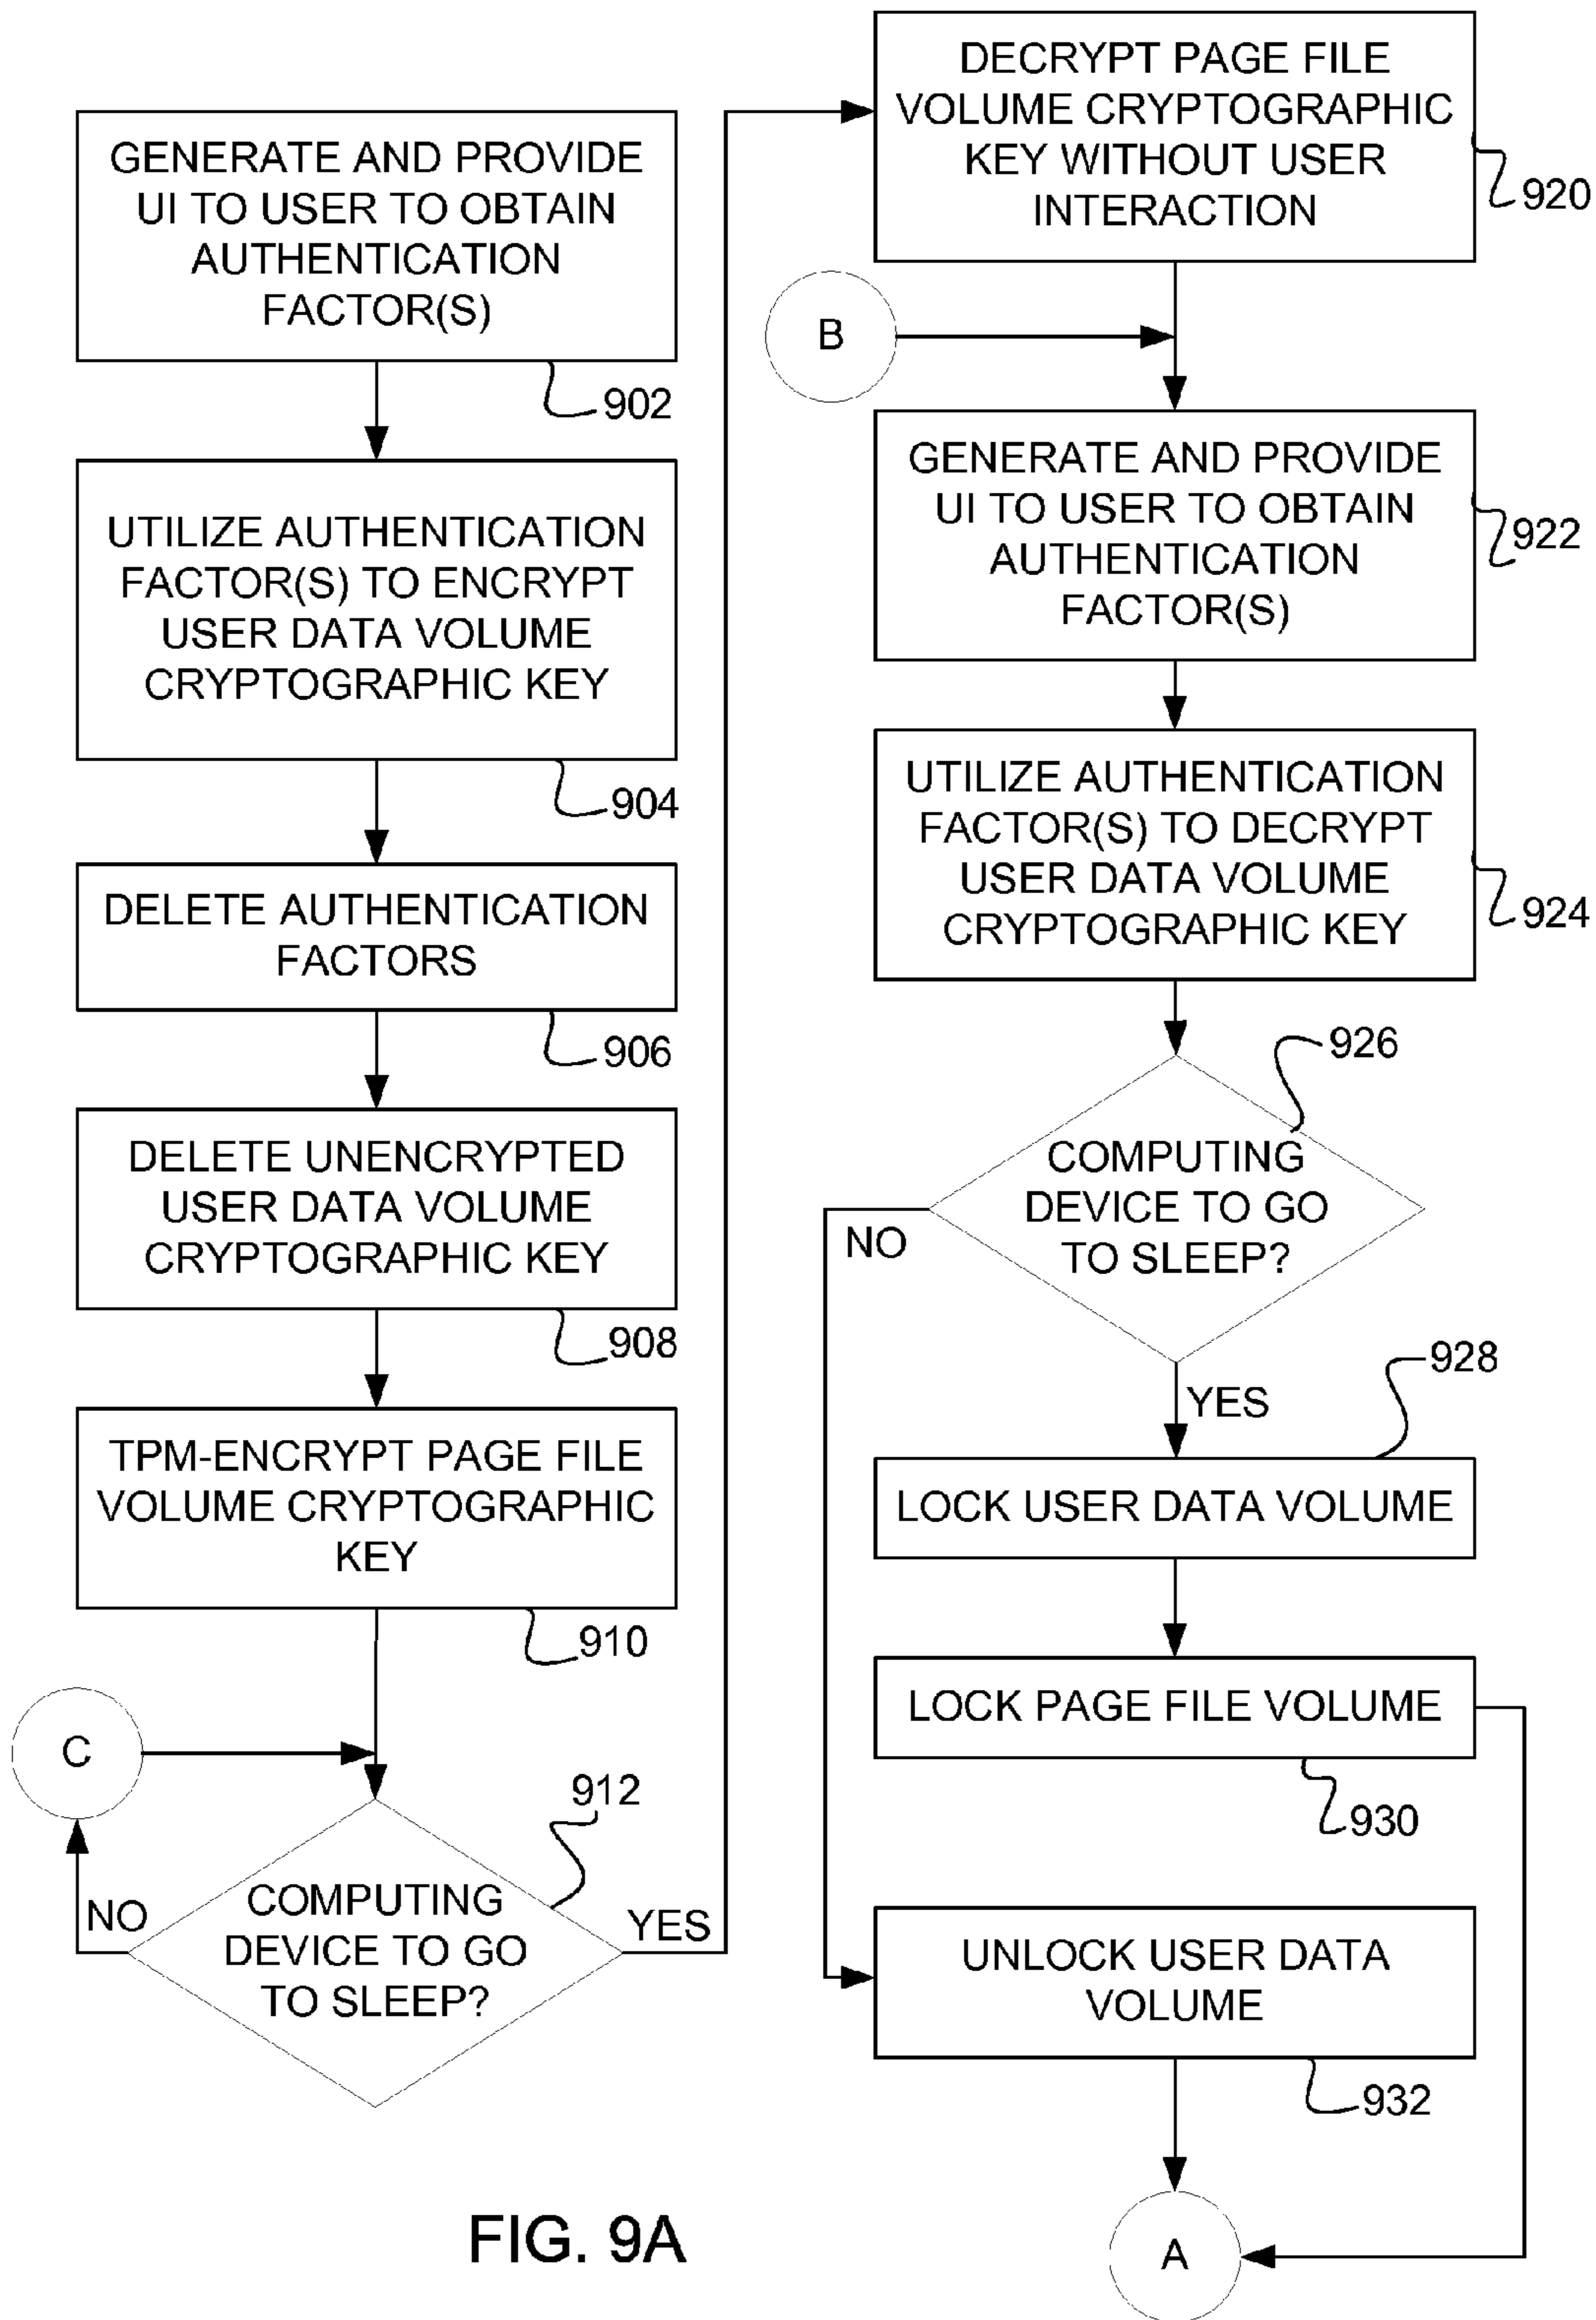 GENERATE AND PROVIDE
UI TO USER TO OBTAIN
AUTHENTICATION
FACTOR(S)
902
UTILIZE AUTHENTICATION
FACTOR(S) TO ENCRYPT
USER DATA VOLUME
CRYPTOGRAPHIC KEY
904
DELETE AUTHENTICATION
FACTORS
906
DELETE UNENCRYPTED
USER DATA VOLUME
CRYPTOGRAPHIC KEY
908
TPM-ENCRYPT PAGE FILE
VOLUME CRYPTOGRAPHIC
KEY
910
C
912
COMPUTING
DEVICE TO GO
TO SLEEP?
NO
YES
DECRYPT PAGE FILE
VOLUME CRYPTOGRAPHIC
KEY WITHOUT USER
INTERACTION
920
B
GENERATE AND PROVIDE
UI TO USER TO OBTAIN
AUTHENTICATION
FACTOR(S)
922
UTILIZE AUTHENTICATION
FACTOR(S) TO DECRYPT
USER DATA VOLUME
CRYPTOGRAPHIC KEY
924
926
COMPUTING
DEVICE TO GO
TO SLEEP?
NO
YES
928
LOCK USER DATA VOLUME
LOCK PAGE FILE VOLUME
930
UNLOCK USER DATA
VOLUME
932
A
FIG. 9A